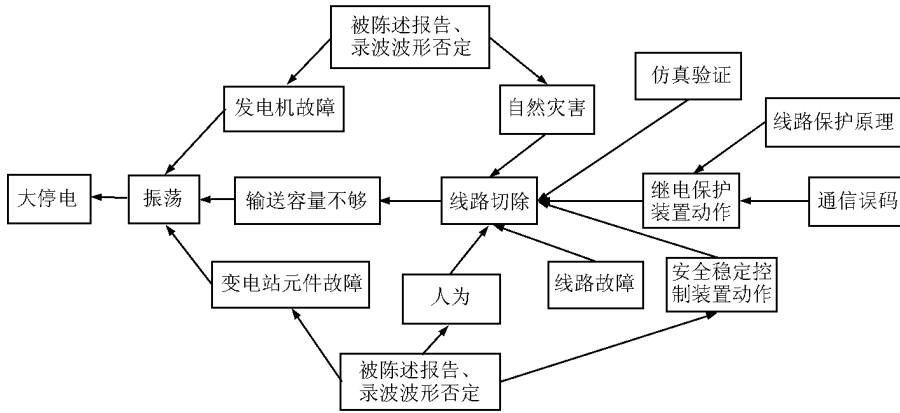 被陈述报告、
录波波形否定
仿真验证
发电机故障
自然灾害
线路保护原理
大停电
振荡
输送容量不够
线路切除
继电保护
装置动作
通信误码
变电站元件故障
人为
线路故障
安全稳定控
制装置动作
被陈述报告、
录波波形否定